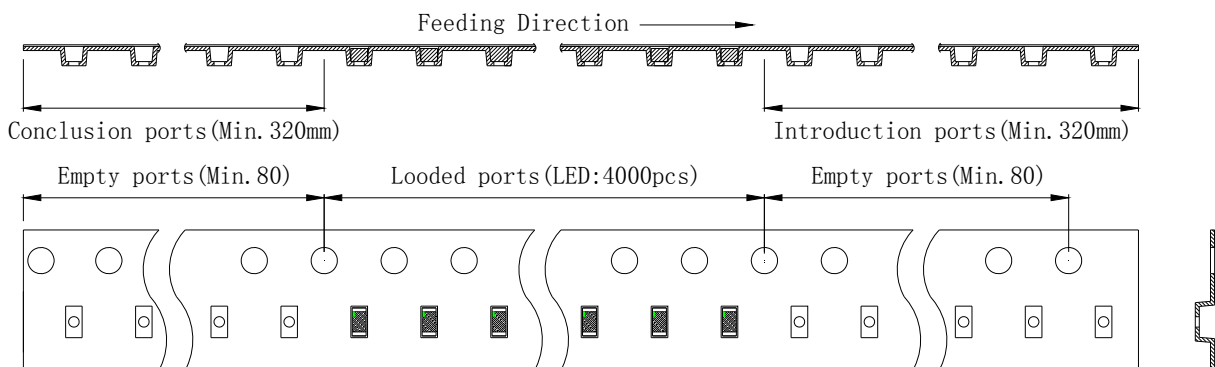 Feeding Direction
Conclusion ports(Min.320mm)
Introduction ports(Min.320mm)
Empty ports(Min.80)
Looded ports(LED:4000pcs)
Empty ports(Min.80)